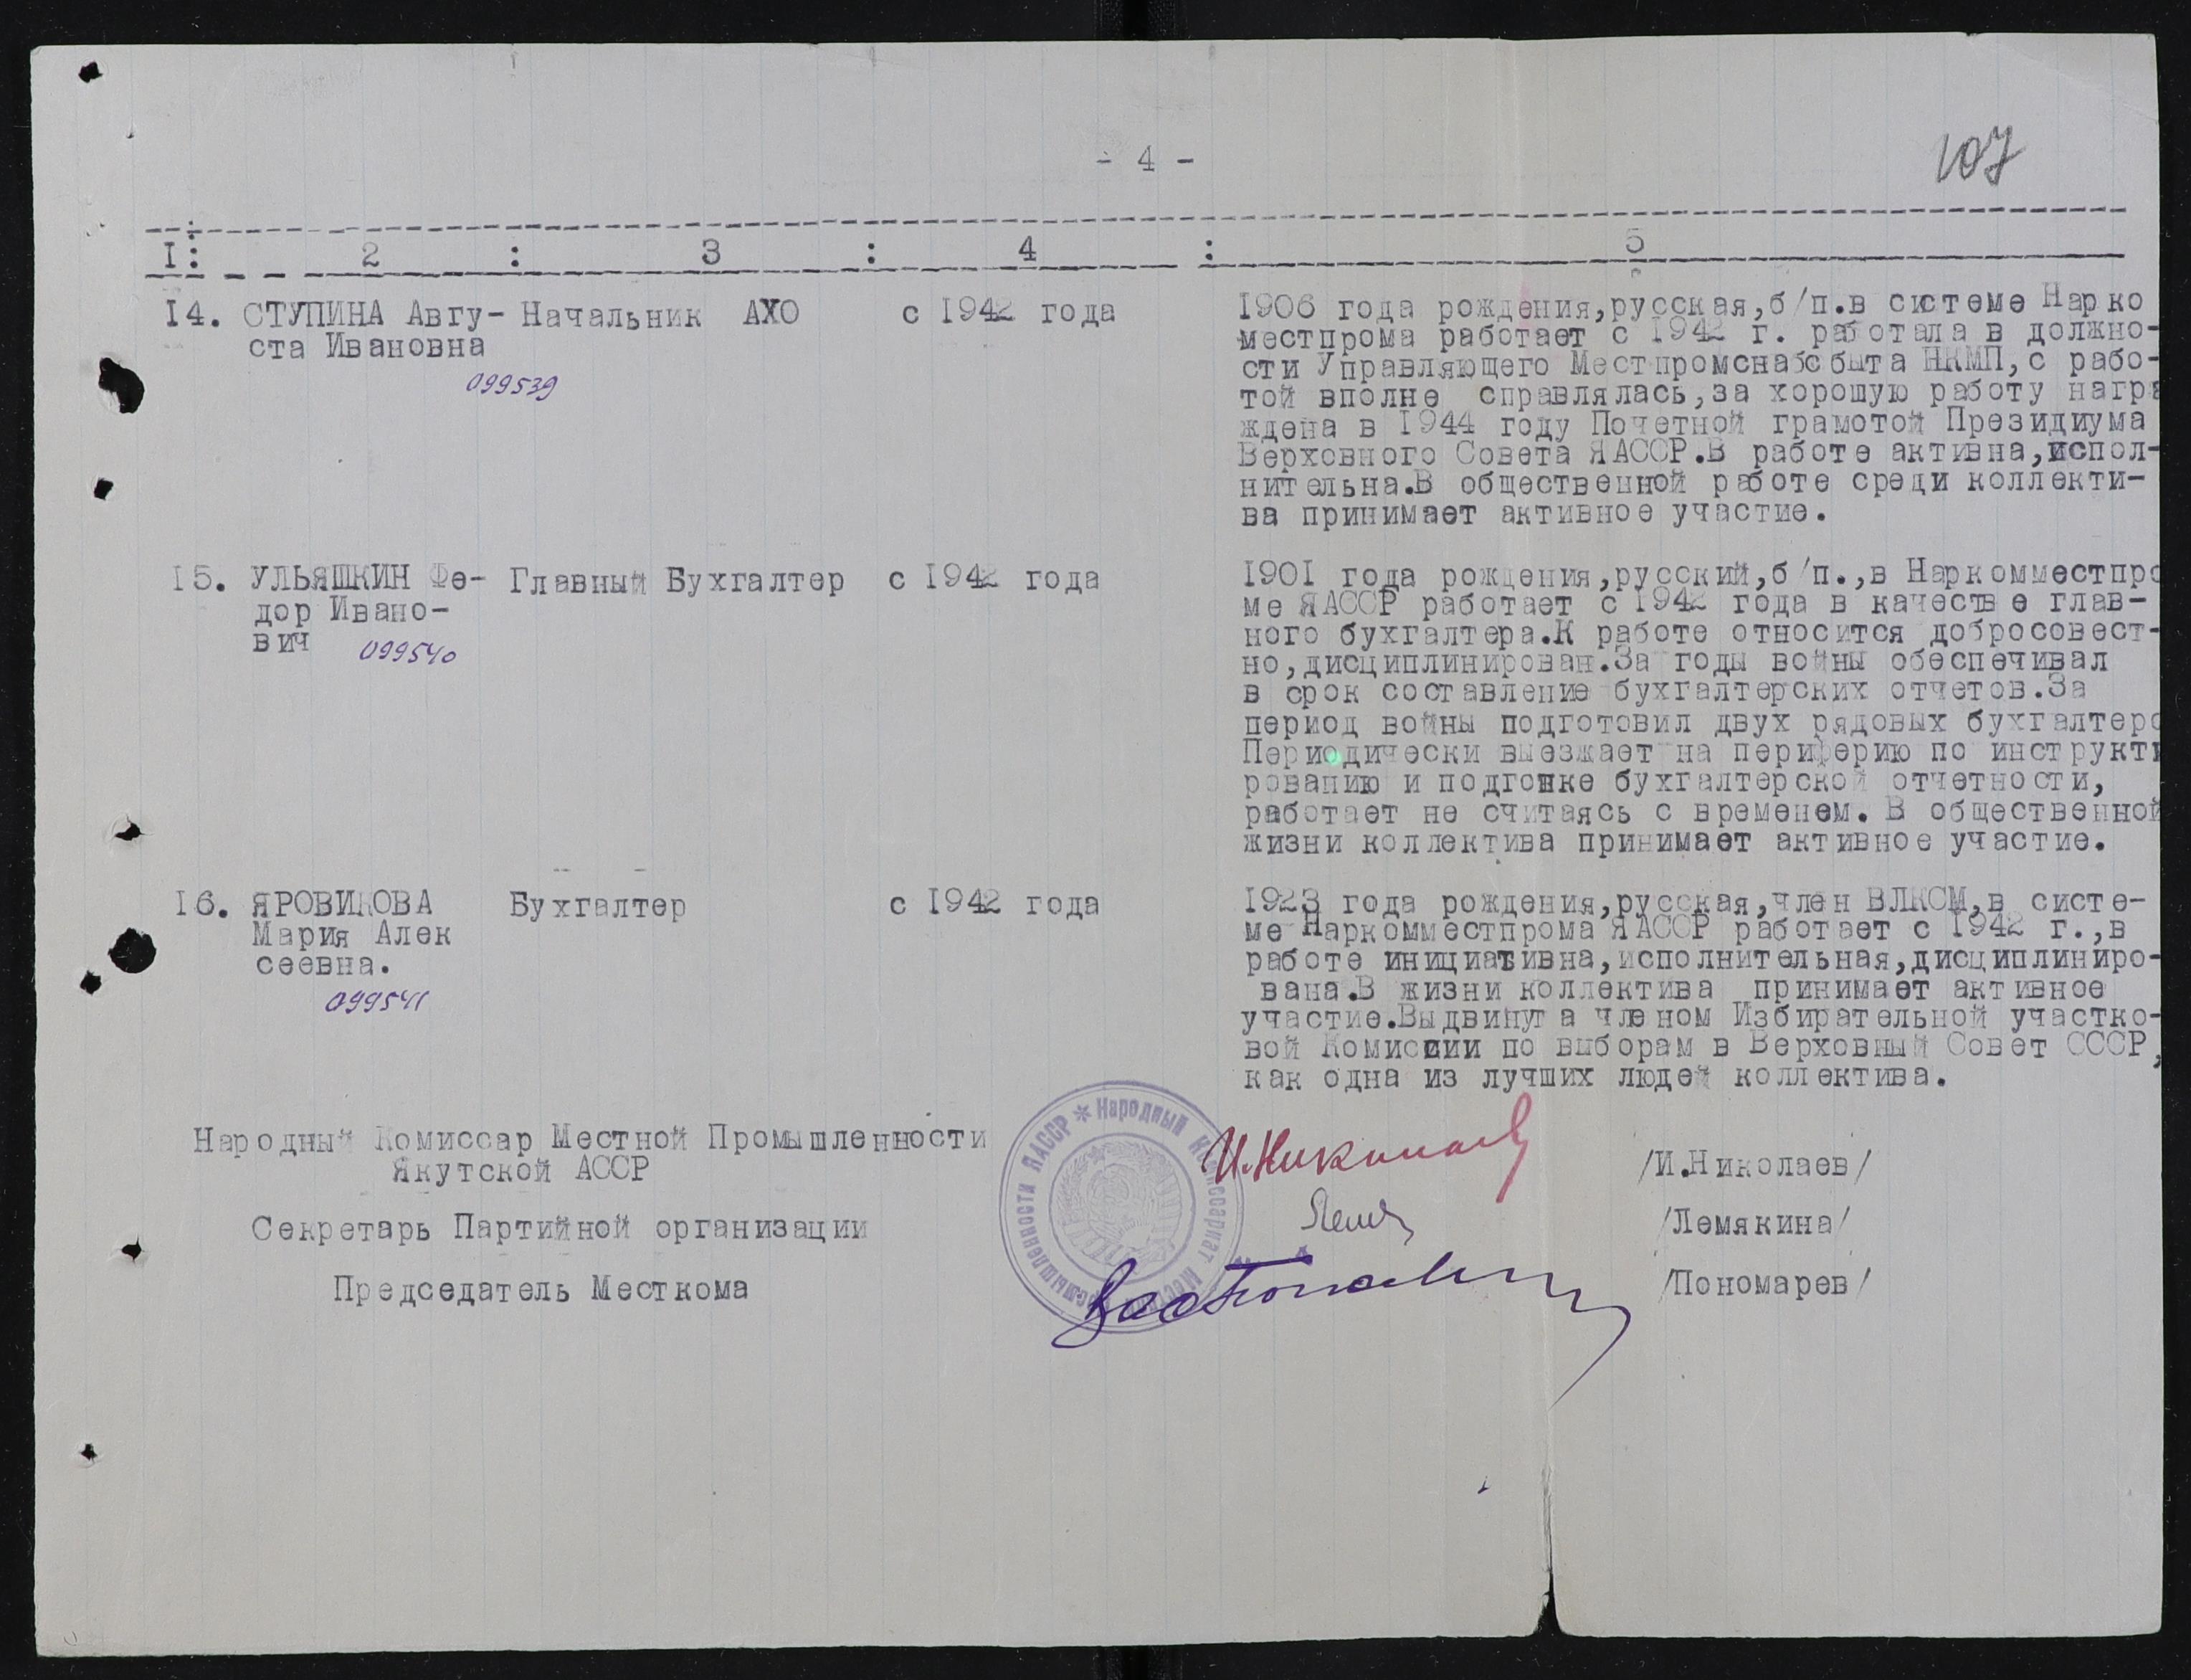 - 4 -
107
I: 2 : 3 : 4 : 5
I4. СТУПИНА Авгу- Начальник АХО с 1942 года
ста Ивановна
099539
1906 года рождения,русская,б/п.в системе Нарко
местпрома работает с 1942 г. работала в должно-
сти Управляющего Местпромснабсбыта НКМП,с рабо-
той вполне справлялась,за хорошую работу награ
ждена в 1944 году Почетной грамотой Президиума
Верховного Совета ЯАССР.В работе активна,испол-
нительна.В общественной работе среди коллекти-
ва принимает активное участие.
I5. УЛЬЯШКИН Фе- Главный Бухгалтер с 1942 года
дор Ивано-
вич
099540
1901 года рождения,русский,б/п.,в Наркомместпро
ме ЯАССР работает с 1942 года в качестве глав-
ного бухгалтера.К работе относится добросовест-
но,дисциплинирован.За годы войны обеспечивал
в срок составление бухгалтерских отчетов.За
период войны подготовил двух рядовых бухгалтеро
Периодически выезжает на периферию по инструкти
рованию и подгонке бухгалтерской отчетности,
работает не считаясь с временем. В общественной
жизни коллектива принимает активное участие.
I6. ЯРОВИКОВА Бухгалтер с 1942 года
Мария Алек
сеевна.
099541
1923 года рождения,русская,член ВЛКСМ,в систе-
ме Наркомместпрома ЯАССР работает с 1942 г.,в
работе инициативна,исполнительная,дисциплиниро-
вана.В жизни коллектива принимает активное
участие.Выдвинута членом Избирательной участко-
вой Комиссии по выборам в Верховный Совет СССР,
как одна из лучших людей коллектива.
Народный Комиссар Местной Промышленности
Якутской АССР
И.Николаев
/И.Николаев/
Секретарь Партийной организации
/Лемякина/
Председатель Месткома
/Пономарев/
Народный Комиссариат Местной Промышленности ЯАССР